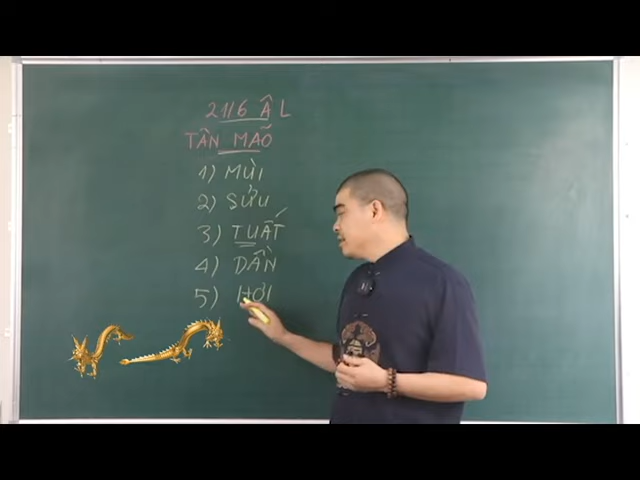 21/6 ÂL
TÂN MÃO
1) MÙI
2) SỬU
3) TUẤT
4) DẦN
5) HỢI